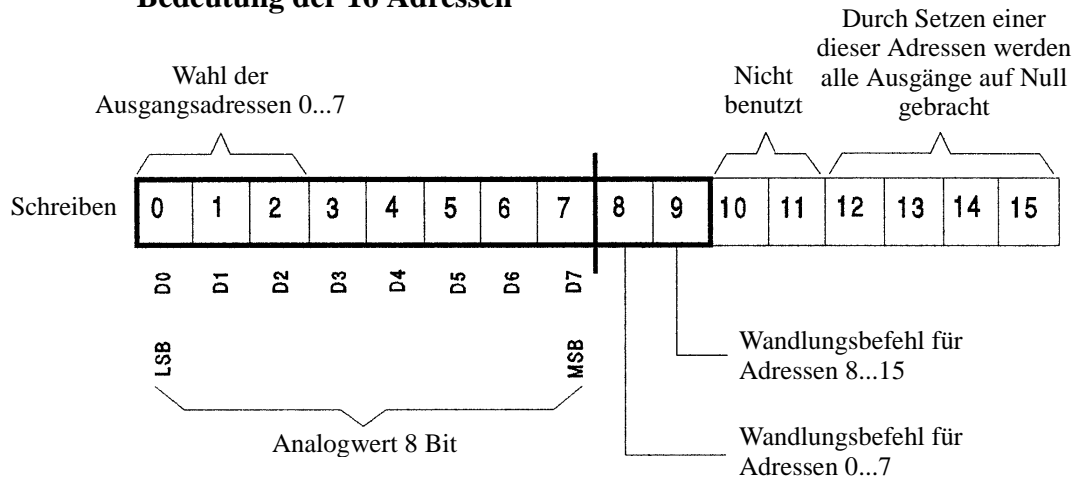 Bedeutung der 16 Adressen
Durch Setzen einer
dieser Adressen werden
alle Ausgänge auf Null
gebracht
Wahl der
Ausgangsadressen 0...7
Nicht
benutzt
Schreiben 0 1 2 3 4 5 6 7 8 9 10 11 12 13 14 15
D0 D1 D2 D3 D4 D5 D6 D7
LSB MSB
Wandlungsbefehl für
Adressen 8...15
Analogwert 8 Bit
Wandlungsbefehl für
Adressen 0...7